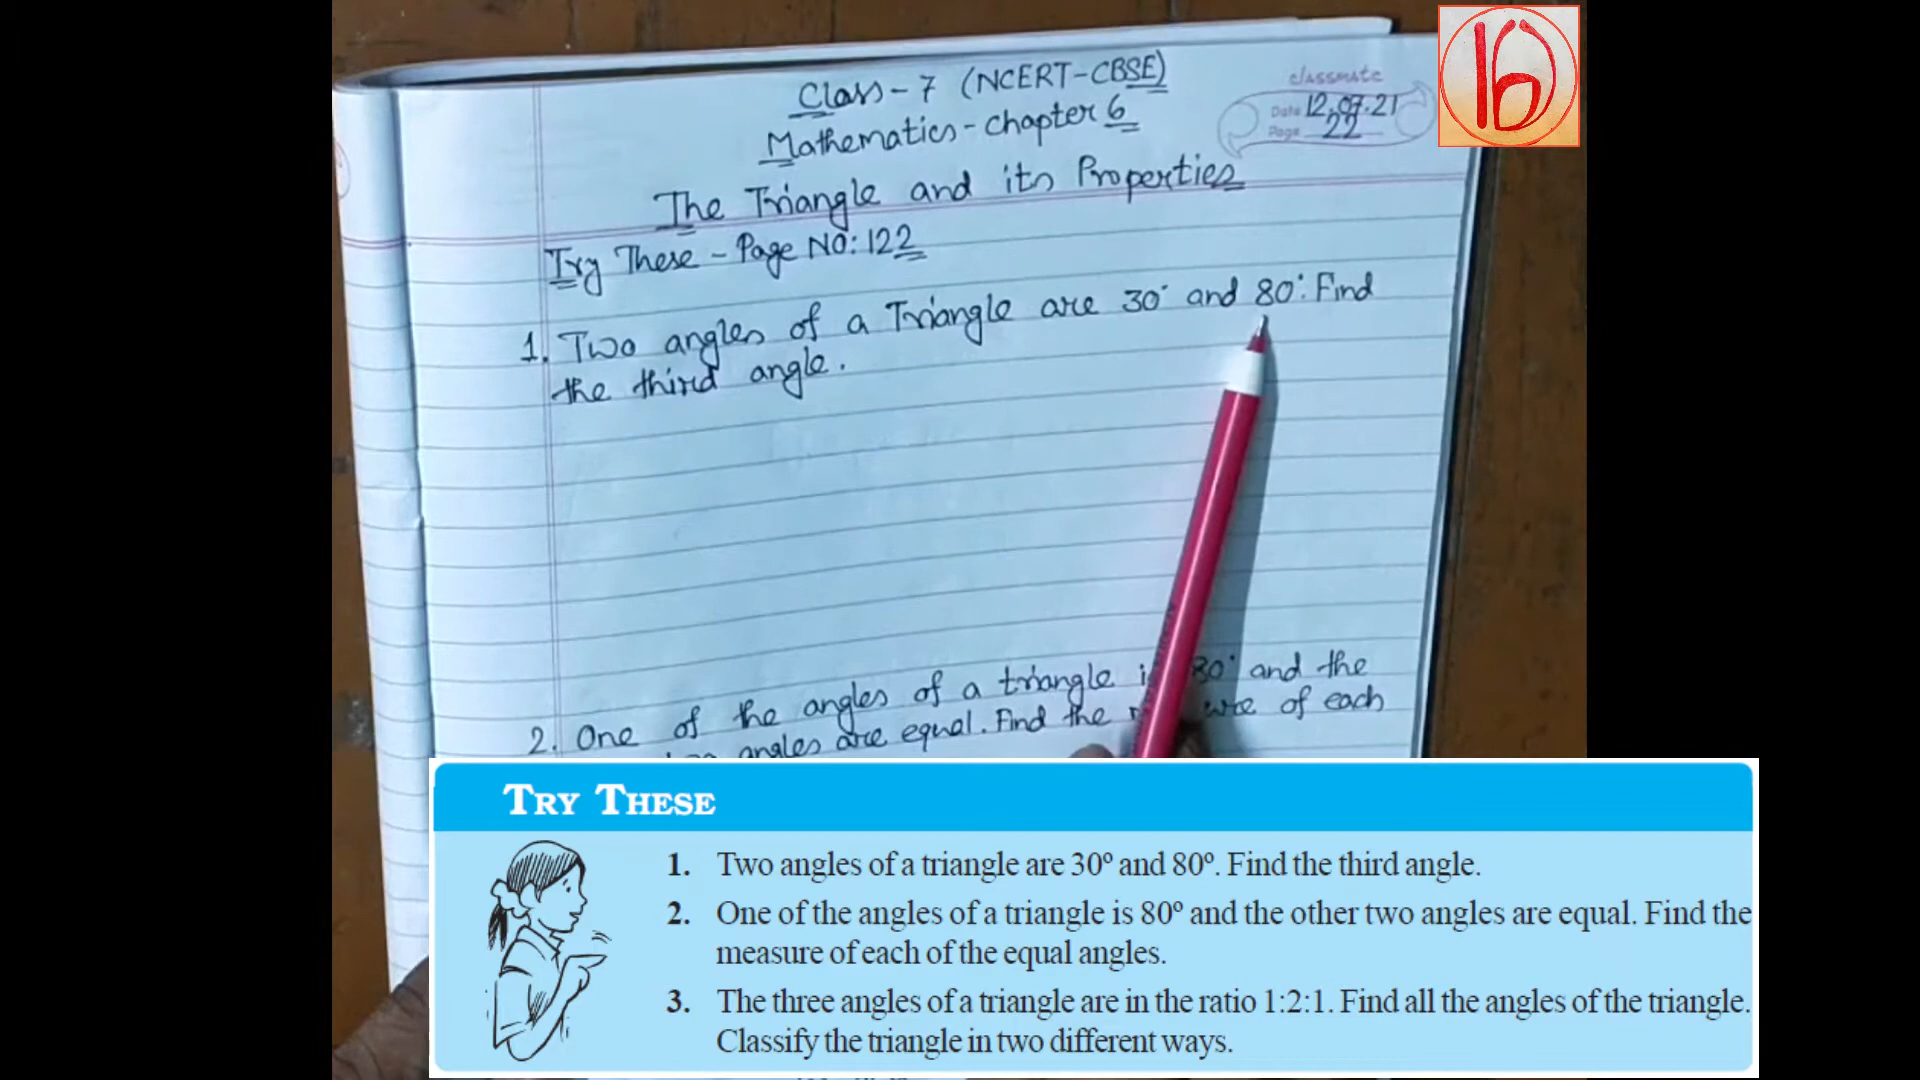 Class-7 (NCERT-CBSE)
Mathematics-chapter 6
classmate
Date 12.07.21
Page 22
The Triangle and its Properties
Try These - Page NO: 122
1. Two angles of a Triangle are 30° and 80°. Find
the third angle.
2. One of the angles of a triangle 80° and the
angles are equal. Find the of each
TRY THESE
1. Two angles of a triangle are 30º and 80º. Find the third angle.
2. One of the angles of a triangle is 80º and the other two angles are equal. Find the
measure of each of the equal angles.
3. The three angles of a triangle are in the ratio 1:2:1. Find all the angles of the triangle.
Classify the triangle in two different ways.